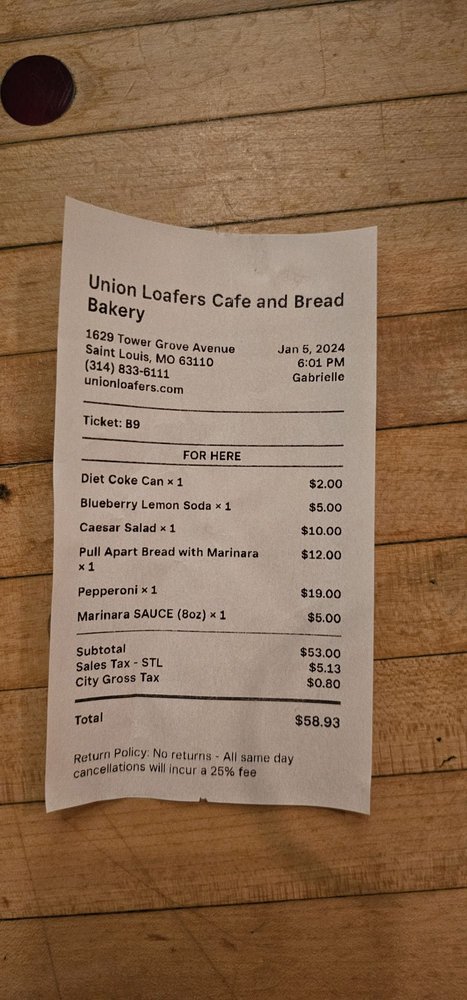 Union Loafers Cafe and Bread
Bakery
1629 Tower Grove Avenue
Saint Louis, MO 63110
(314) 833-6111
unionloafers.com
Jan 5, 2024
6:01 PM
Gabrielle
Ticket: B9
FOR HERE
Diet Coke Can × 1 $2.00
Blueberry Lemon Soda × 1 $5.00
Caesar Salad × 1 $10.00
Pull Apart Bread with Marinara $12.00
× 1
Pepperoni × 1 $19.00
Marinara SAUCE (8oz) × 1 $5.00
Subtotal $53.00
Sales Tax - STL $5.13
City Gross Tax $0.80
Total $58.93
Return Policy: No returns - All same day
cancellations will incur a 25% fee